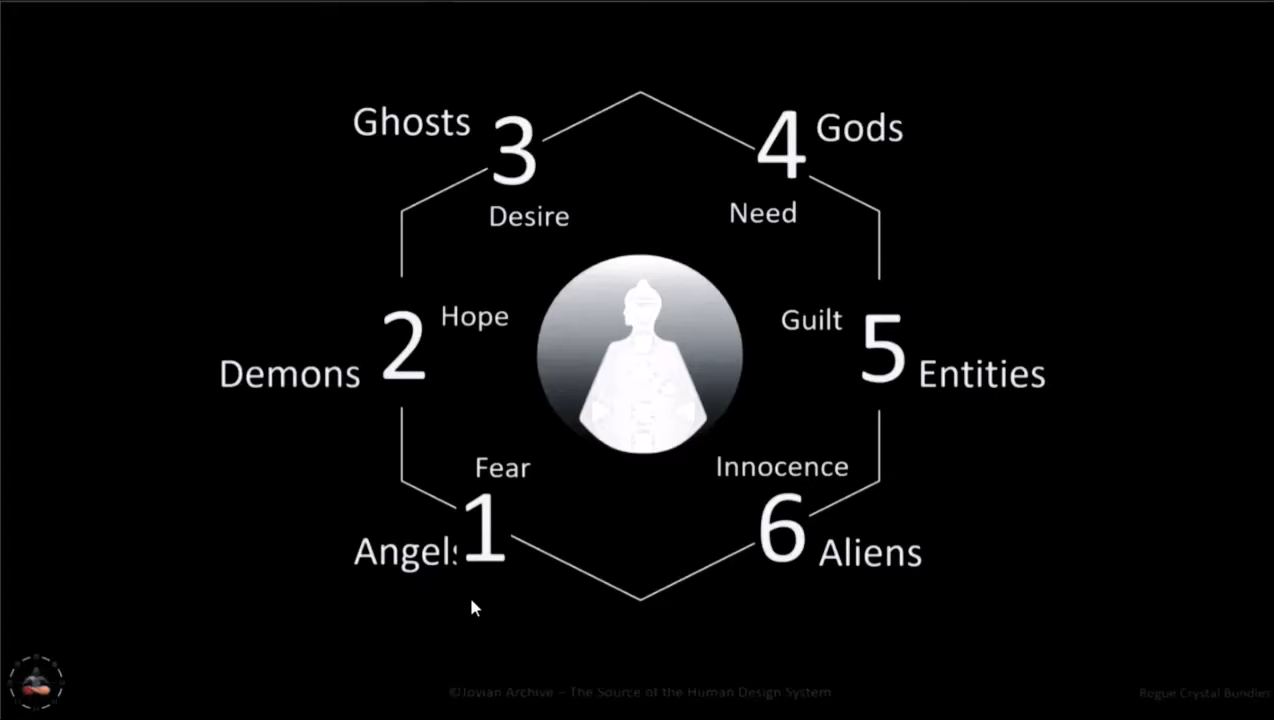 Ghosts 3
4 Gods
Desire
Need
Hope
Guilt
2
5
Demons
Entities
Fear
Innocence
Angels 1
6 Aliens
©Jovian Archive – The Source of the Human Design System
Rogue Crystal Bundles